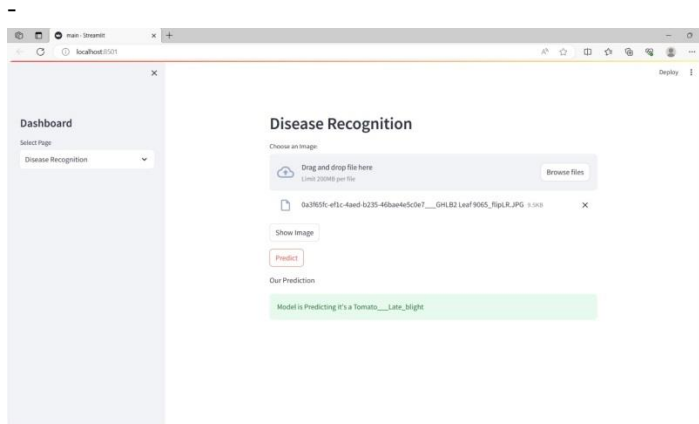 -
main · Streamlit
localhost:8501
Deploy
Dashboard
Select Page
Disease Recognition
Disease Recognition
Choose an Image:
Drag and drop file here
Limit 200MB per file
Browse files
0a3f65fc-ef1c-4aed-b235-46bae4e5c0e7___GHLB2 Leaf 9065_flipLR.JPG 9.5KB
Show Image
Predict
Our Prediction
Model is Predicting it's a Tomato___Late_blight